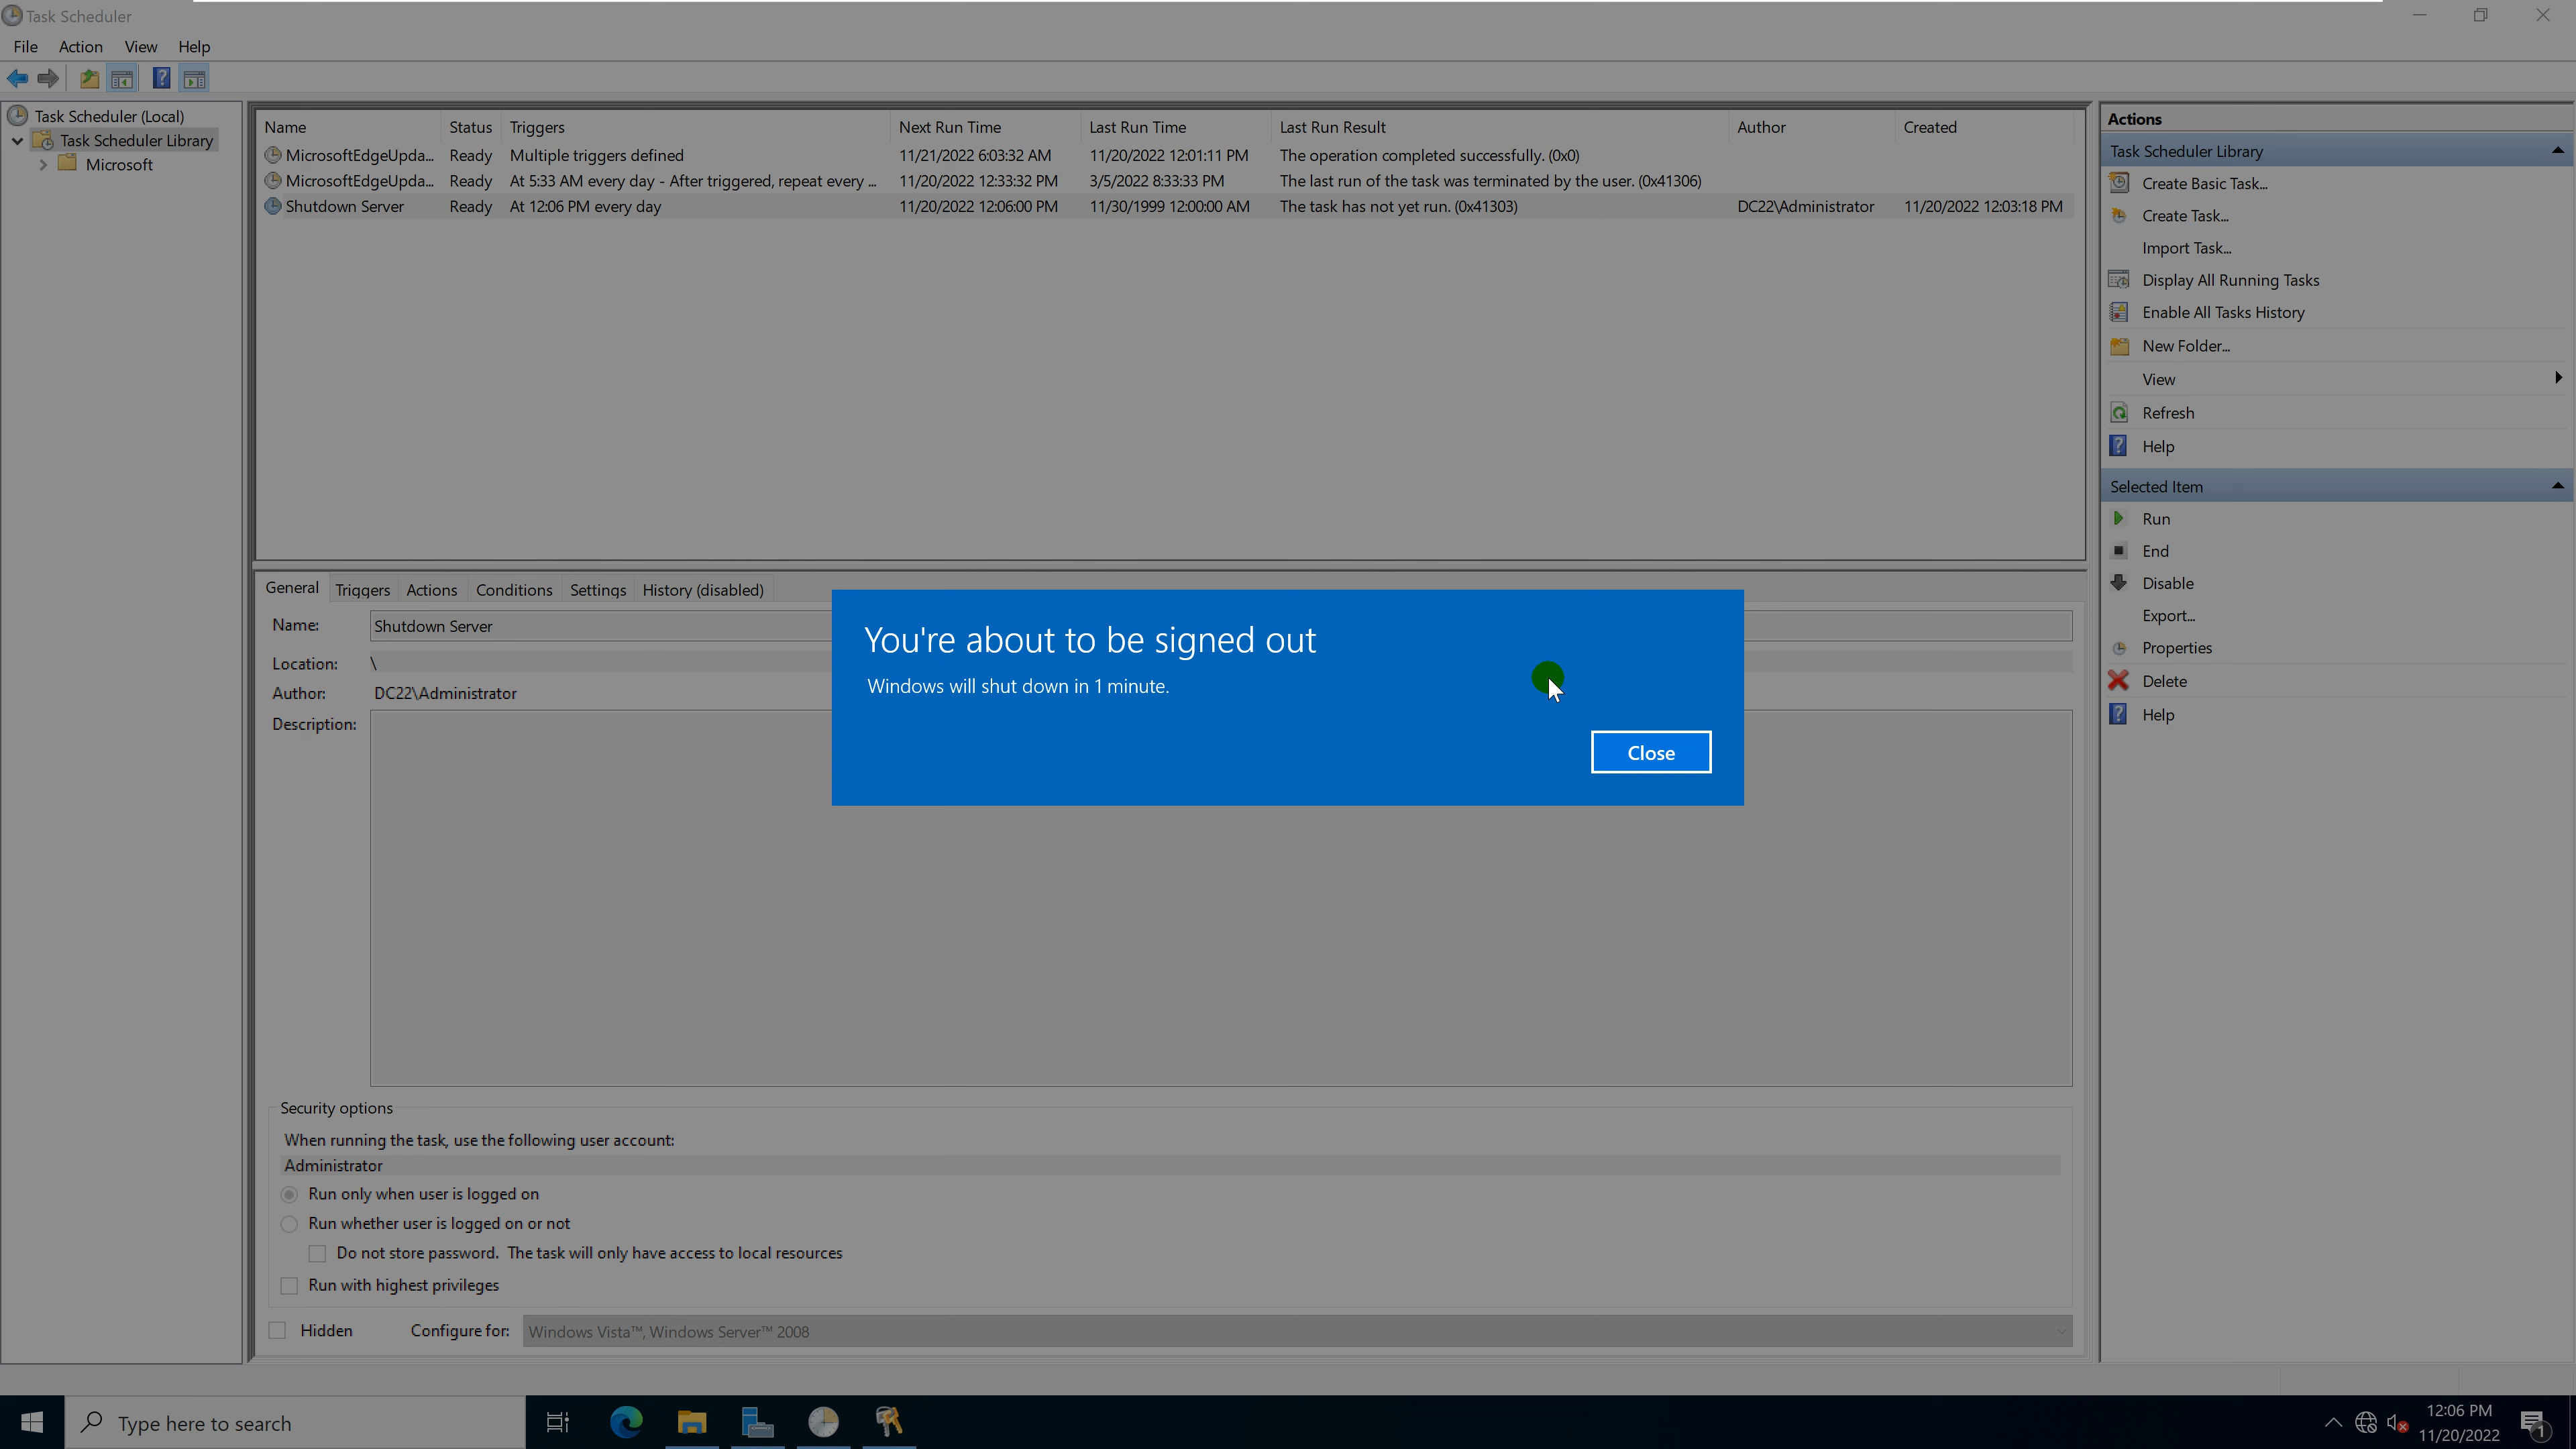 Task Scheduler
File Action View Help
Task Scheduler (Local)
Task Scheduler Library
Microsoft
Name Status Triggers Next Run Time Last Run Time Last Run Result Author Created
MicrosoftEdgeUpda... Ready Multiple triggers defined 11/21/2022 6:03:32 AM 11/20/2022 12:01:11 PM The operation completed successfully. (0x0)
MicrosoftEdgeUpda... Ready At 5:33 AM every day - After triggered, repeat every ... 11/20/2022 12:33:32 PM 3/5/2022 8:33:33 PM The last run of the task was terminated by the user. (0x41306)
Shutdown Server Ready At 12:06 PM every day 11/20/2022 12:06:00 PM 11/30/1999 12:00:00 AM The task has not yet run. (0x41303) DC22\Administrator 11/20/2022 12:03:18 PM
General Triggers Actions Conditions Settings History (disabled)
Name: Shutdown Server
Location: \
Author: DC22\Administrator
Description:
You're about to be signed out
Windows will shut down in 1 minute.
Close
Security options
When running the task, use the following user account:
Administrator
Run only when user is logged on
Run whether user is logged on or not
Do not store password. The task will only have access to local resources
Run with highest privileges
Hidden Configure for: Windows Vista™, Windows Server™ 2008
Actions
Task Scheduler Library
Create Basic Task...
Create Task...
Import Task...
Display All Running Tasks
Enable All Tasks History
New Folder...
View
Refresh
Help
Selected Item
Run
End
Disable
Export...
Properties
Delete
Help
Type here to search
12:06 PM
11/20/2022
1